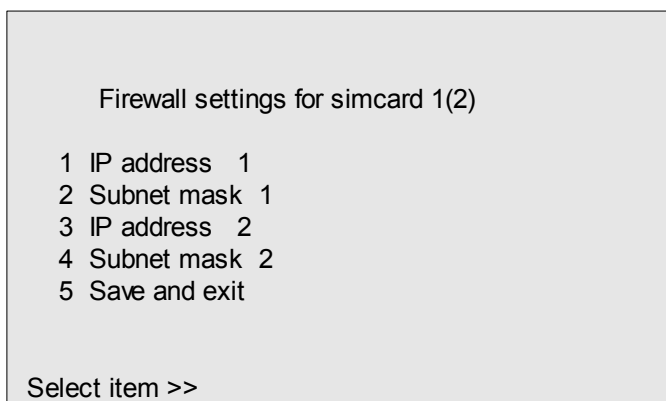 Firewall settings for simcard 1(2)
1 IP address 1
2 Subnet mask 1
3 IP address 2
4 Subnet mask 2
5 Save and exit
Select item >>